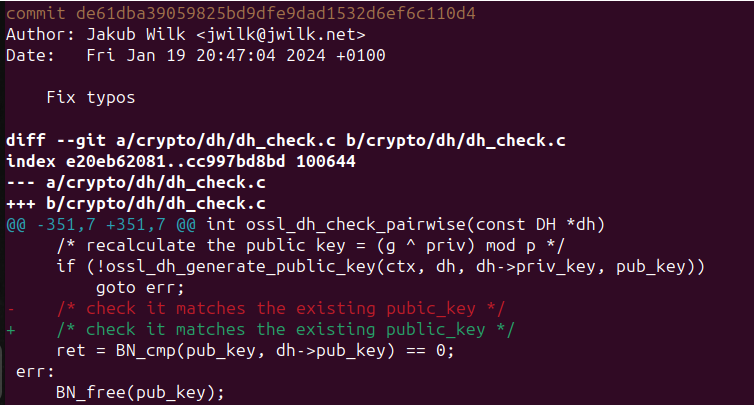 commit de61dba39059825bd9dfe9dad1532d6ef6c110d4
Author: Jakub Wilk <jwilk@jwilk.net>
Date:   Fri Jan 19 20:47:04 2024 +0100

    Fix typos

diff --git a/crypto/dh/dh_check.c b/crypto/dh/dh_check.c
index e20eb62081..cc997bd8bd 100644
--- a/crypto/dh/dh_check.c
+++ b/crypto/dh/dh_check.c
@@ -351,7 +351,7 @@ int ossl_dh_check_pairwise(const DH *dh)
     /* recalculate the public key = (g ^ priv) mod p */
     if (!ossl_dh_generate_public_key(ctx, dh, dh->priv_key, pub_key))
         goto err;
-    /* check it matches the existing pubic_key */
+    /* check it matches the existing public_key */
     ret = BN_cmp(pub_key, dh->pub_key) == 0;
 err:
     BN_free(pub_key);